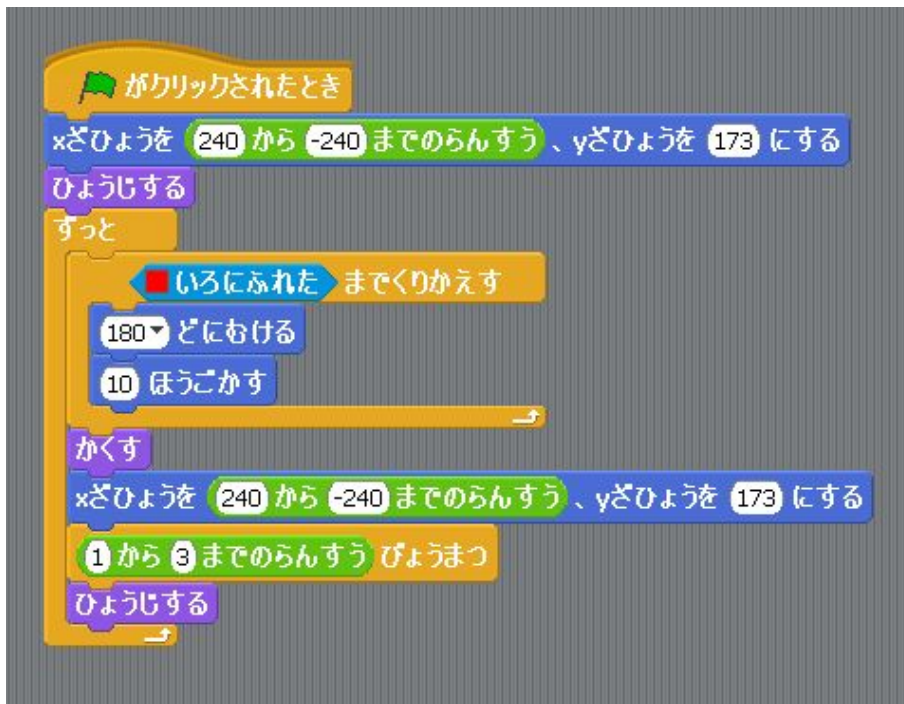 がクリックされたとき
xざひょうを 240 から -240 までのらんすう 、yざひょうを 173 にする
ひょうじする
ずっと
いろにふれた までくりかえす
180 どにむける
10 ほうごかす
かくす
xざひょうを 240 から -240 までのらんすう 、yざひょうを 173 にする
1 から 3 までのらんすう びょうまつ
ひょうじする